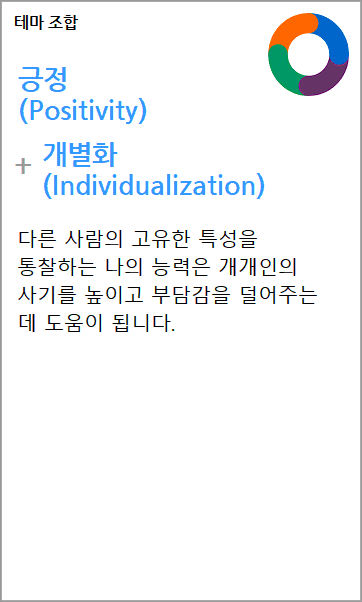 테마 조합
긍정
(Positivity)
+ 개별화
(Individualization)
다른 사람의 고유한 특성을
통찰하는 나의 능력은 개개인의
사기를 높이고 부담감을 덜어주는
데 도움이 됩니다.